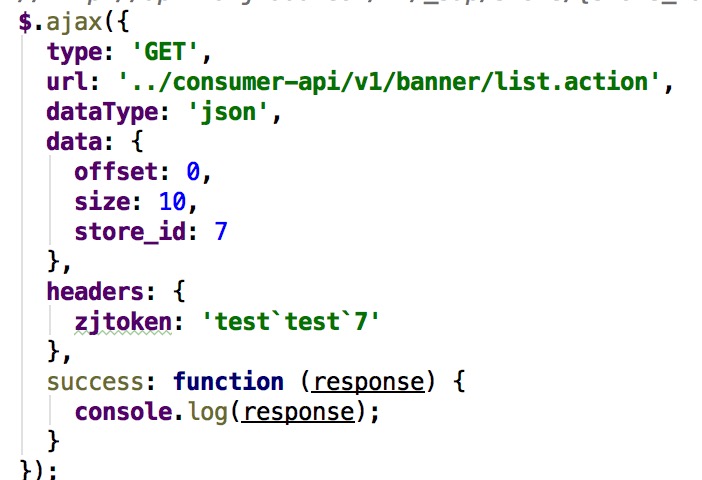 $.ajax({
type: 'GET',
url: '../consumer-api/v1/banner/list.action',
dataType: 'json',
data: {
offset: 0,
size: 10,
store_id: 7
},
headers: {
zjtoken: 'test`test`7'
},
success: function (response) {
console.log(response);
}
});